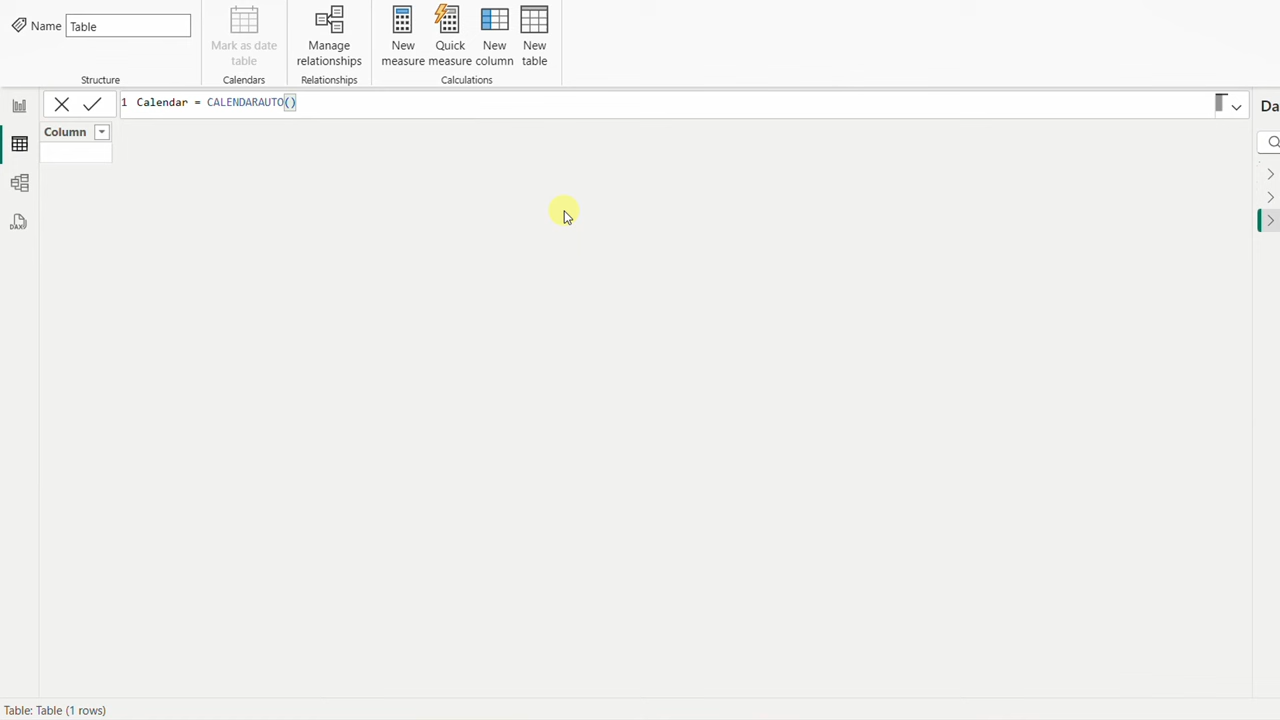 Name Table
Mark as date table
Manage relationships
New measure
Quick measure
New column
New table
Structure
Calendars
Relationships
Calculations
1 Calendar = CALENDARAUTO()
Da
Column
DAX
Table: Table (1 rows)